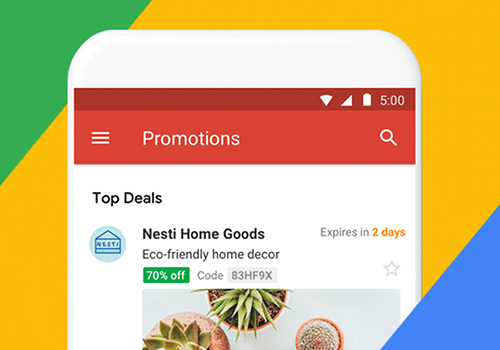 5:00
Promotions
Top Deals
NESTI
Nesti Home Goods
Expires in 2 days
Eco-friendly home decor
70% off Code 83HF9X